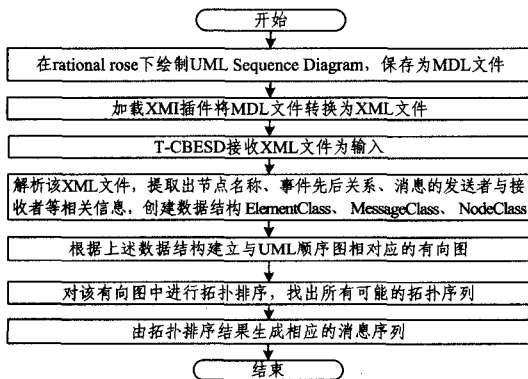 开始
在rational rose下绘制UML Sequence Diagram，保存为MDL文件
加载XMI插件将MDL文件转换为XML文件
T-CBESD接收XML文件为输入
解析该XML文件，提取出节点名称、事件先后关系、消息的发送者与接
收者等相关信息，创建数据结构 ElementClass、MessageClass、NodeClass
根据上述数据结构建立与UML顺序图相对应的有向图
对该有向图中进行拓扑排序，找出所有可能的拓扑序列
由拓扑排序结果生成相应的消息序列
结束